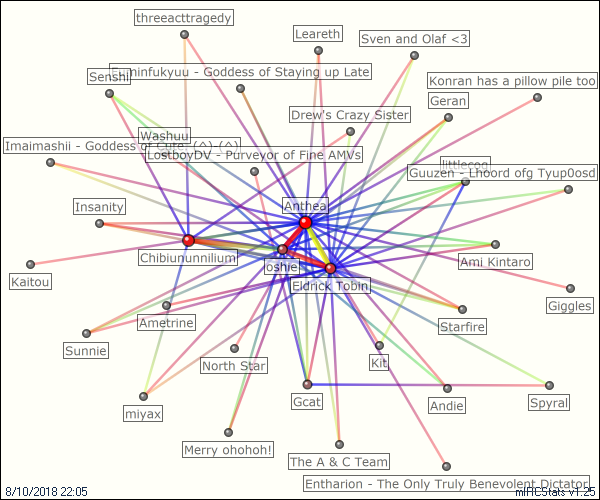 threeacttragedy
Leareth
Sven and Olaf <3
Senshi
Eminfukyuu - Goddess of Staying up Late
Konran has a pillow pile too
Geran
Drew's Crazy Sister
Washuu
Imaimashii - Goddess of Cute! (^)-(^)
LostboyDV - Purveyor of Fine AMVs
littlecoo
Guuzen - Lhoord ofg Tyup0osd
Anthea
Insanity
Chibiununnilium
oshie
Ami Kintaro
Kaitou
Eldrick Tobin
Giggles
Ametrine
Starfire
Sunnie
North Star
Kit
miyax
Gcat
Andie
Spyral
Merry ohohoh!
The A & C Team
Entharion - The Only Truly Benevolent Dictator
8/10/2018 22:05
mIRCStats v1.25